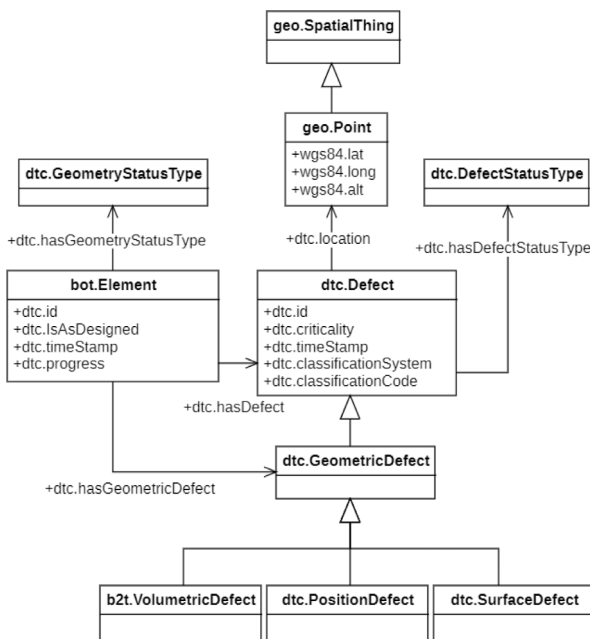 geo.SpatialThing
geo.Point
+wgs84.lat
+wgs84.long
+wgs84.alt
dtc.GeometryStatusType
dtc.DefectStatusType
+dtc.hasGeometryStatusType
+dtc.location
+dtc.hasDefectStatusType
bot.Element
+dtc.id
+dtc.IsAsDesigned
+dtc.timeStamp
+dtc.progress
dtc.Defect
+dtc.id
+dtc.criticality
+dtc.timeStamp
+dtc.classificationSystem
+dtc.classificationCode
+dtc.hasDefect
dtc.GeometricDefect
+dtc.hasGeometricDefect
b2t.VolumetricDefect
dtc.PositionDefect
dtc.SurfaceDefect